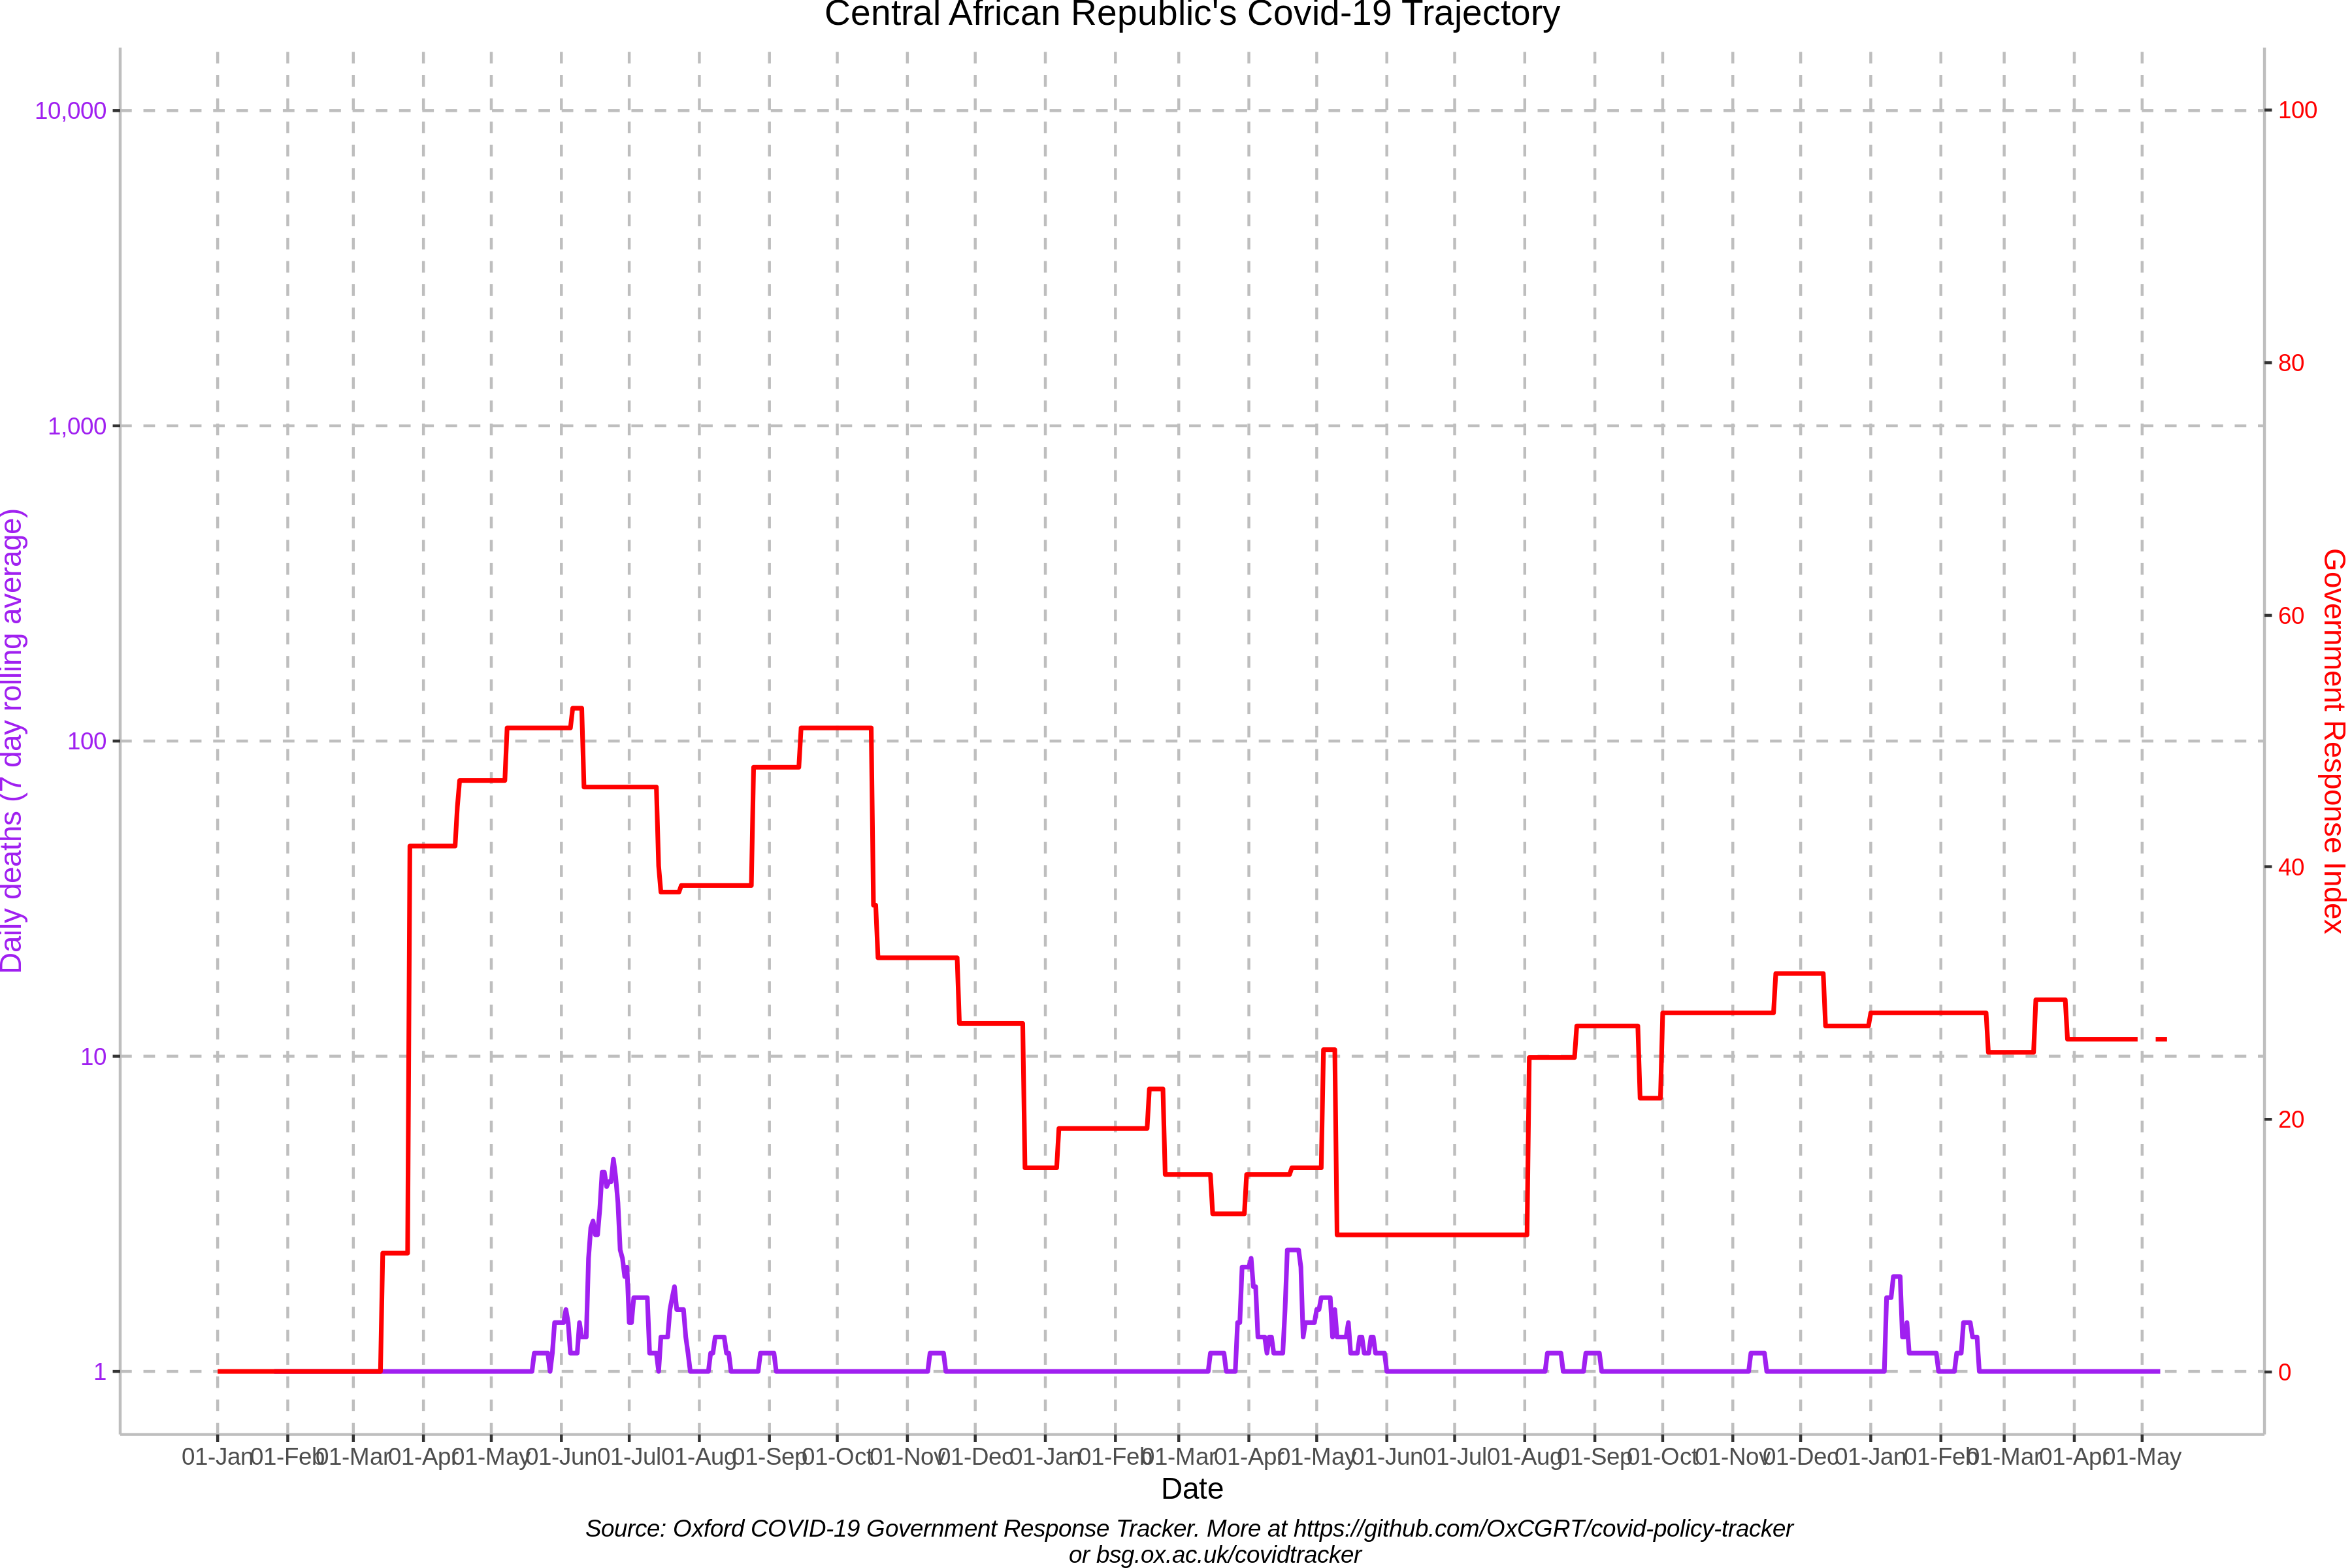 Central African Republic's Covid-19 Trajectory
10,000
1,000
100
10
1
Daily deaths (7 day rolling average)
100
80
60
40
20
0
Government Response Index
01-Jan 01-Feb 01-Mar 01-Apr 01-May 01-Jun 01-Jul 01-Aug 01-Sep 01-Oct 01-Nov 01-Dec 01-Jan 01-Feb 01-Mar 01-Apr 01-May 01-Jun 01-Jul 01-Aug 01-Sep 01-Oct 01-Nov 01-Dec 01-Jan 01-Feb 01-Mar 01-Apr 01-May
Date
Source: Oxford COVID-19 Government Response Tracker. More at https://github.com/OxCGRT/covid-policy-tracker
or bsg.ox.ac.uk/covidtracker